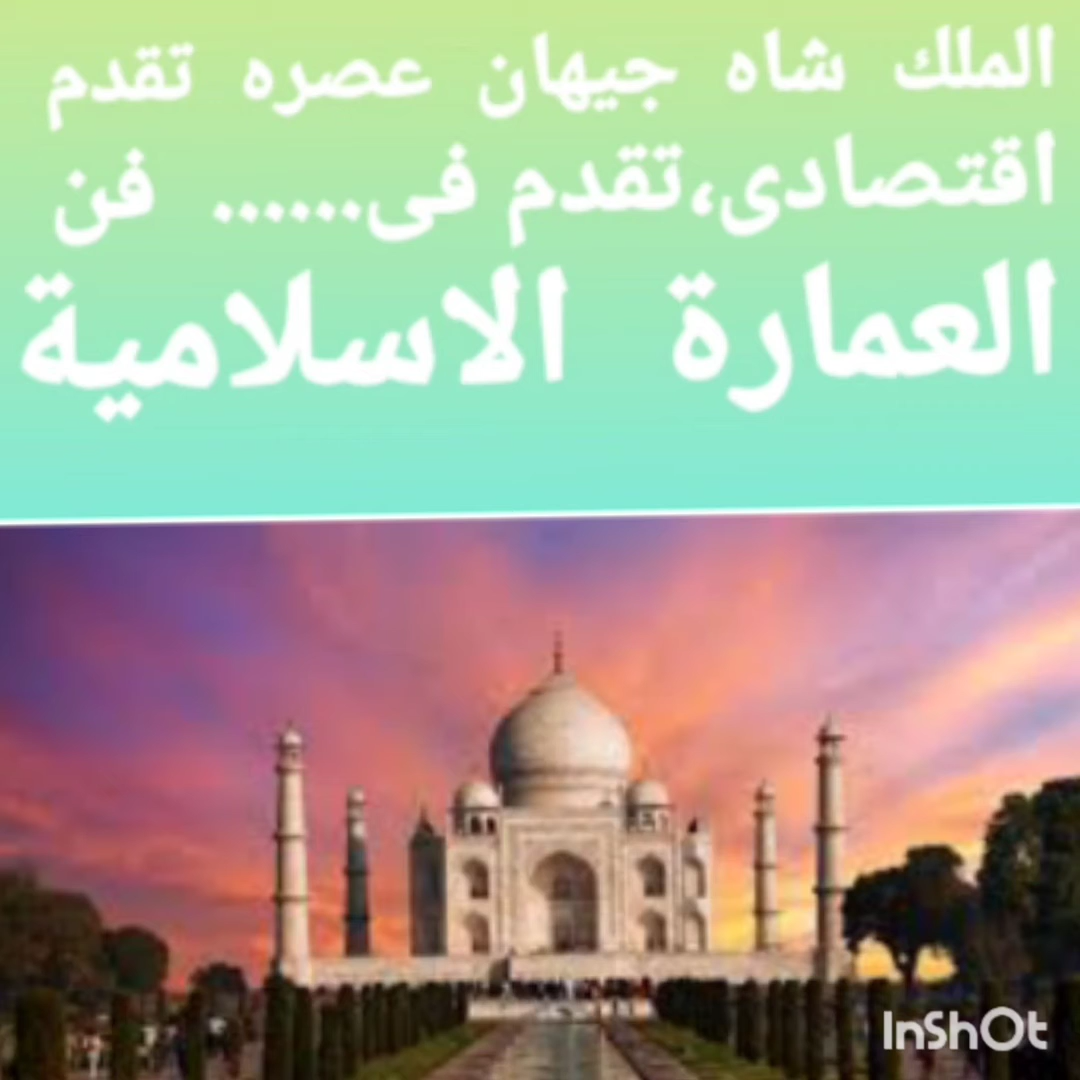 الملك شاه جيهان عصره تقدم
اقتصادى،تقدم فى...... فن
العمارة الاسلامية
InShOt